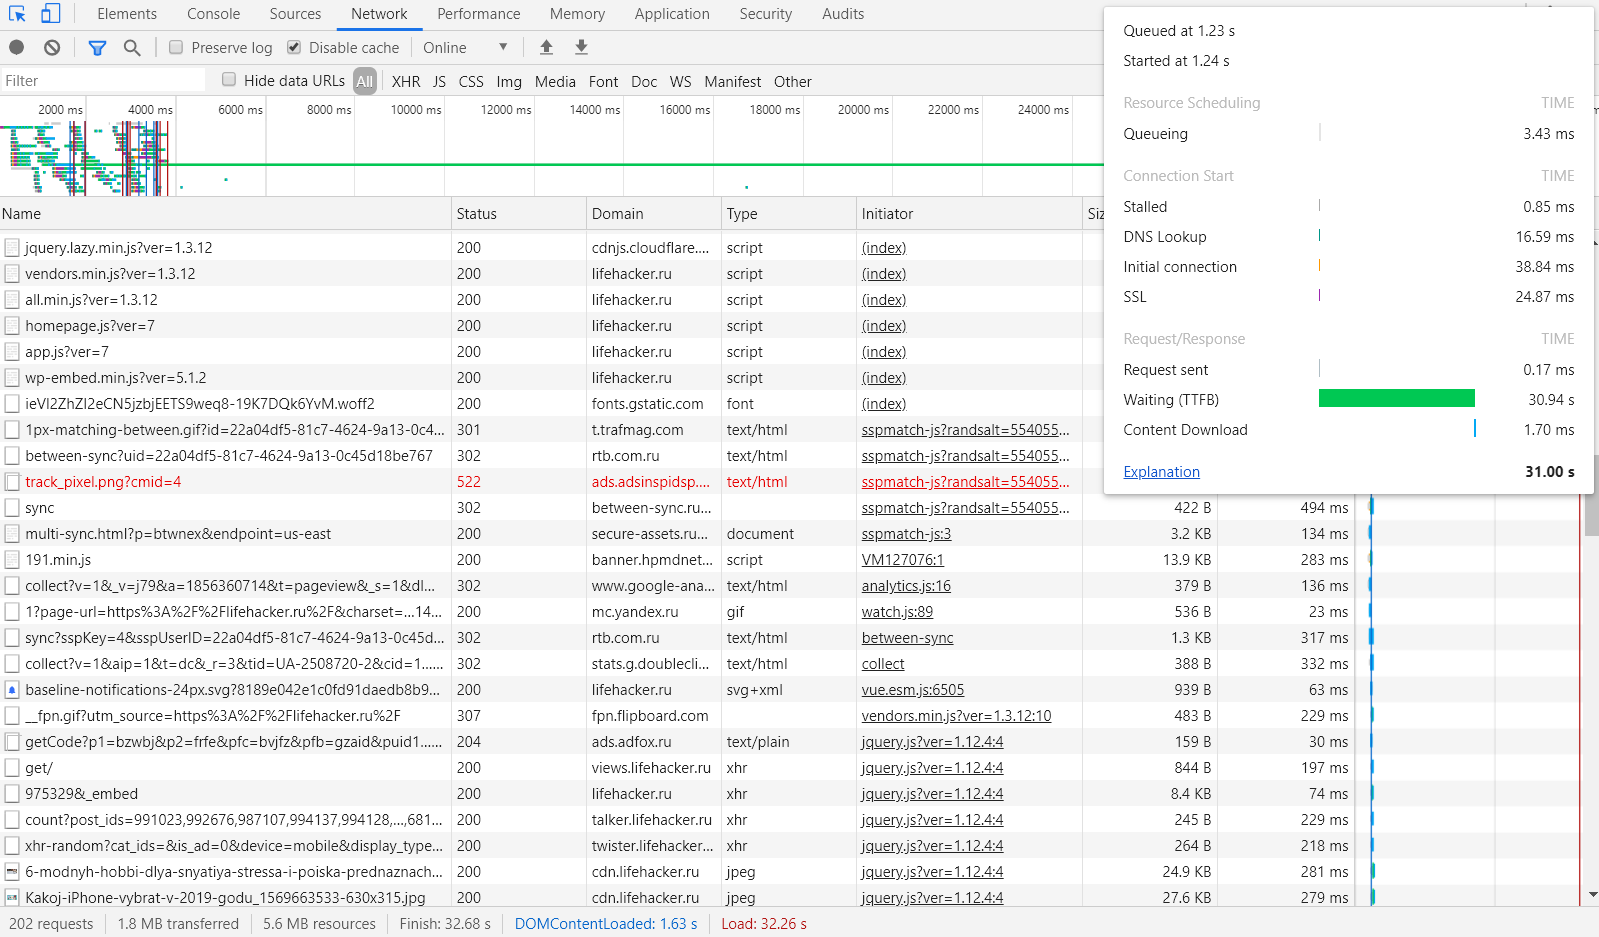 Elements Console Sources Network Performance Memory Application Security Audits
Preserve log Disable cache Online
Filter Hide data URLs All XHR JS CSS Img Media Font Doc WS Manifest Other
2000 ms 4000 ms 6000 ms 8000 ms 10000 ms 12000 ms 14000 ms 16000 ms 18000 ms 20000 ms 22000 ms 24000 ms
Queued at 1.23 s
Started at 1.24 s
Resource Scheduling TIME
Queueing 3.43 ms
Connection Start TIME
Stalled 0.85 ms
DNS Lookup 16.59 ms
Initial connection 38.84 ms
SSL 24.87 ms
Request/Response TIME
Request sent 0.17 ms
Waiting (TTFB) 30.94 s
Content Download 1.70 ms
Explanation 31.00 s
Name Status Domain Type Initiator Siz
jquery.lazy.min.js?ver=1.3.12 200 cdnjs.cloudflare.... script (index)
vendors.min.js?ver=1.3.12 200 lifehacker.ru script (index)
all.min.js?ver=1.3.12 200 lifehacker.ru script (index)
homepage.js?ver=7 200 lifehacker.ru script (index)
app.js?ver=7 200 lifehacker.ru script (index)
wp-embed.min.js?ver=5.1.2 200 lifehacker.ru script (index)
ieVl2ZhZI2eCN5jzbjEETS9weq8-19K7DQk6YvM.woff2 200 fonts.gstatic.com font (index)
1px-matching-between.gif?id=22a04df5-81c7-4624-9a13-0c4... 301 t.trafmag.com text/html sspmatch-js?randsalt=554055...
between-sync?uid=22a04df5-81c7-4624-9a13-0c45d18be767 302 rtb.com.ru text/html sspmatch-js?randsalt=554055...
track_pixel.png?cmid=4 522 ads.adsinspidsp.... text/html sspmatch-js?randsalt=554055...
sync 302 between-sync.ru... sspmatch-js?randsalt=554055... 422 B 494 ms
multi-sync.html?p=btwnex&endpoint=us-east 200 secure-assets.ru... document sspmatch-js:3 3.2 KB 134 ms
191.min.js 200 banner.hpmdnet... script VM127076:1 13.9 KB 283 ms
collect?v=1&_v=j79&a=1856360714&t=pageview&_s=1&dl... 302 www.google-ana... text/html analytics.js:16 379 B 136 ms
1?page-url=https%3A%2F%2Flifehacker.ru%2F&charset=...14... 200 mc.yandex.ru gif watch.js:89 536 B 23 ms
sync?sspKey=4&sspUserID=22a04df5-81c7-4624-9a13-0c45d... 302 rtb.com.ru text/html between-sync 1.3 KB 317 ms
collect?v=1&aip=1&t=dc&_r=3&tid=UA-2508720-2&cid=1...... 302 stats.g.doublecli... text/html collect 388 B 332 ms
baseline-notifications-24px.svg?8189e042e1c0fd91daedb8b9... 200 lifehacker.ru svg+xml vue.esm.js:6505 939 B 63 ms
__fpn.gif?utm_source=https%3A%2F%2Flifehacker.ru%2F 307 fpn.flipboard.com vendors.min.js?ver=1.3.12:10 483 B 229 ms
getCode?p1=bzwbj&p2=frfe&pfc=bvjfz&pfb=gzaid&puid1...... 204 ads.adfox.ru text/plain jquery.js?ver=1.12.4:4 159 B 30 ms
get/ 200 views.lifehacker.ru xhr jquery.js?ver=1.12.4:4 844 B 197 ms
975329&_embed 200 lifehacker.ru xhr jquery.js?ver=1.12.4:4 8.4 KB 74 ms
count?post_ids=991023,992676,987107,994137,994128,...,681... 200 talker.lifehacker.ru xhr jquery.js?ver=1.12.4:4 245 B 229 ms
xhr-random?cat_ids=&is_ad=0&device=mobile&display_type... 200 twister.lifehacker... xhr jquery.js?ver=1.12.4:4 264 B 218 ms
6-modnyh-hobbi-dlya-snyatiya-stressa-i-poiska-prednaznach... 200 cdn.lifehacker.ru jpeg jquery.js?ver=1.12.4:4 24.9 KB 281 ms
Kakoj-iPhone-vybrat-v-2019-godu_1569663533-630x315.jpg 200 cdn.lifehacker.ru jpeg jquery.js?ver=1.12.4:4 27.6 KB 279 ms
202 requests 1.8 MB transferred 5.6 MB resources Finish: 32.68 s DOMContentLoaded: 1.63 s Load: 32.26 s